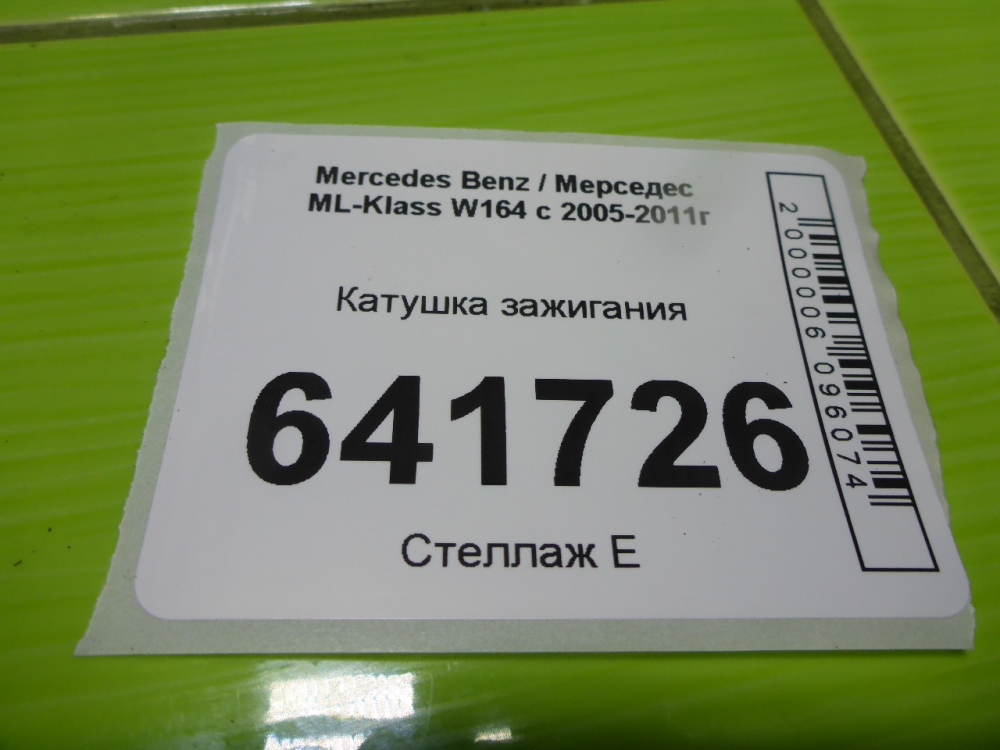 Mercedes Benz / Мерседес
ML-Klass W164 с 2005-2011г
Катушка зажигания
641726
Стеллаж Е
2000006096074